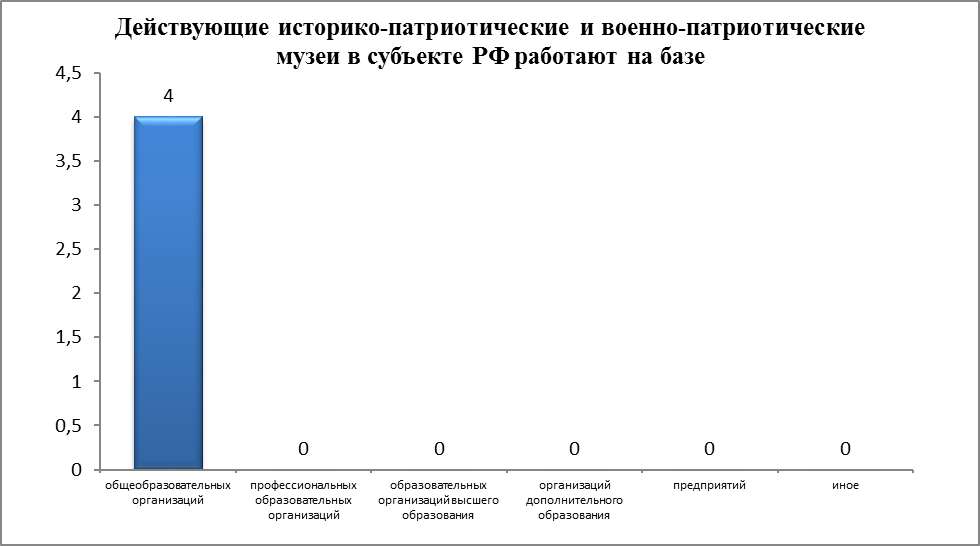 Действующие историко-патриотические и военно-патриотические
музеи в субъекте РФ работают на базе
4,5
4
3,5
3
2,5
2
1,5
1
0,5
0
4
0
0
0
0
0
общеобразовательных
организаций
профессиональных
образовательных
организаций
образовательных
организаций высшего
образования
организаций
дополнительного
образования
предприятий
иное